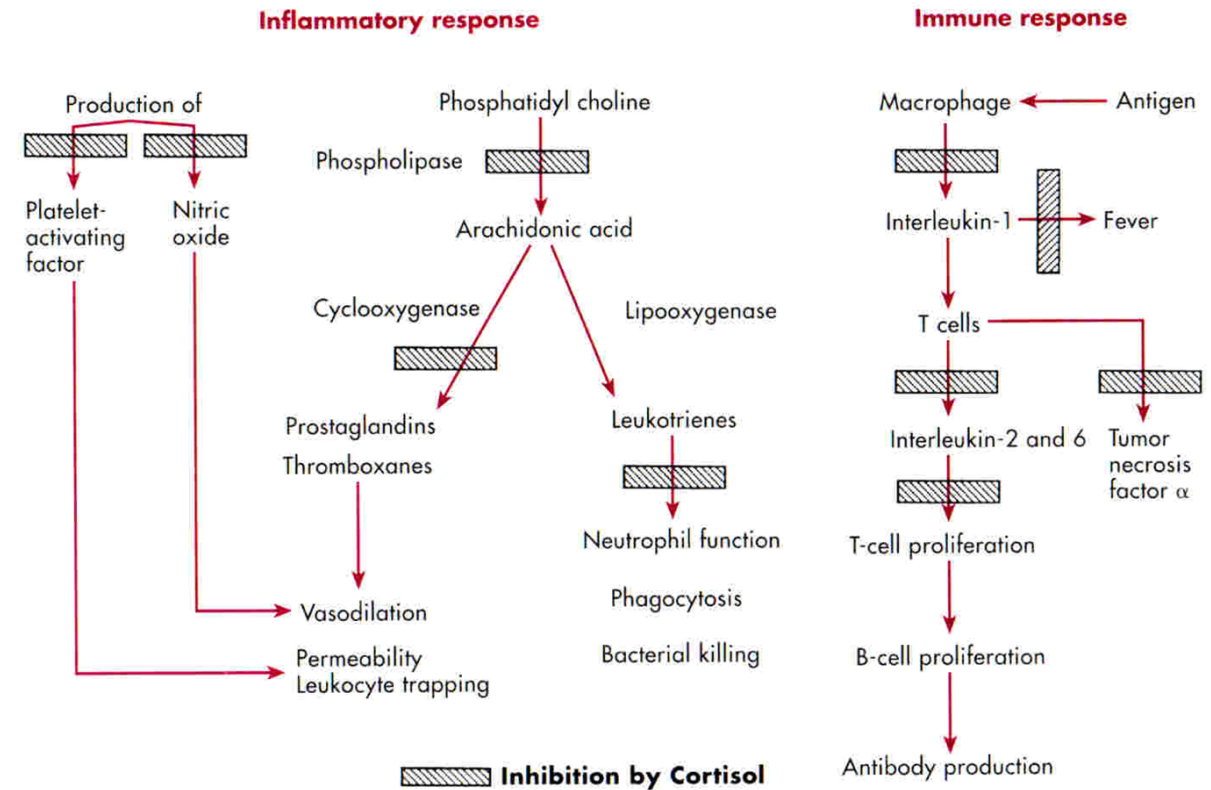 Inflammatory response
Production of
Platelet-
activating
factor
Nitric
oxide
Phosphatidyl choline
Phospholipase
Arachidonic acid
Cyclooxygenase
Lipooxygenase
Prostaglandins
Thromboxanes
Leukotrienes
Neutrophil function
Phagocytosis
Bacterial killing
Vasodilation
Permeability
Leukocyte trapping
Immune response
Macrophage
Antigen
Interleukin-1
Fever
T cells
Interleukin-2 and 6
Tumor
necrosis
factor α
T-cell proliferation
B-cell proliferation
Antibody production
Inhibition by Cortisol